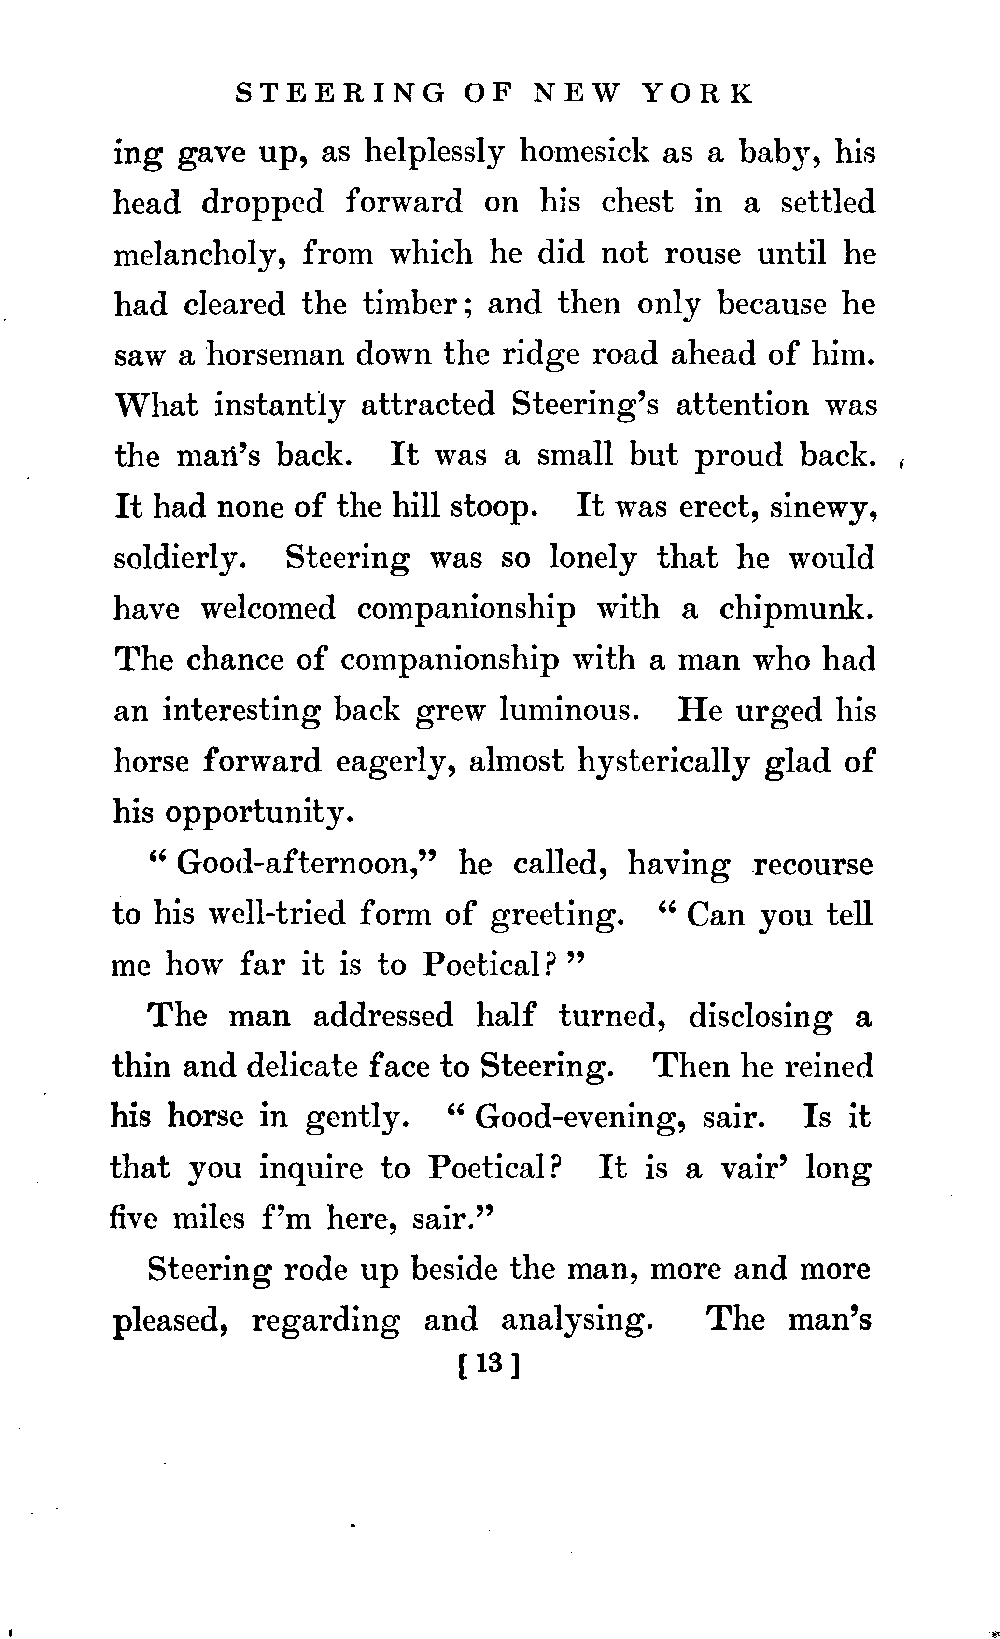 STEERING OF NEW YORK
ing gave up, as helplessly homesick as a baby, his
head dropped forward on his chest in a settled
melancholy, from which he did not rouse until he
had cleared the timber; and then only because he
saw a horseman down the ridge road ahead of him.
What instantly attracted Steering's attention was
the man's back. It was a small but proud back.
It had none of the hill stoop. It was erect, sinewy,
soldierly. Steering was so lonely that he would
have welcomed companionship with a chipmunk.
The chance of companionship with a man who had
an interesting back grew luminous. He urged his
horse forward eagerly, almost hysterically glad of
his opportunity.
“ Good-afternoon,” he called, having recourse
to his well-tried form of greeting. “ Can you tell
me how far it is to Poetical? ”
The man addressed half turned, disclosing a
thin and delicate face to Steering. Then he reined
his horse in gently. “ Good-evening, sair. Is it
that you inquire to Poetical? It is a vair’ long
five miles f’m here, sair.”
Steering rode up beside the man, more and more
pleased, regarding and analysing. The man’s
[ 13 ]